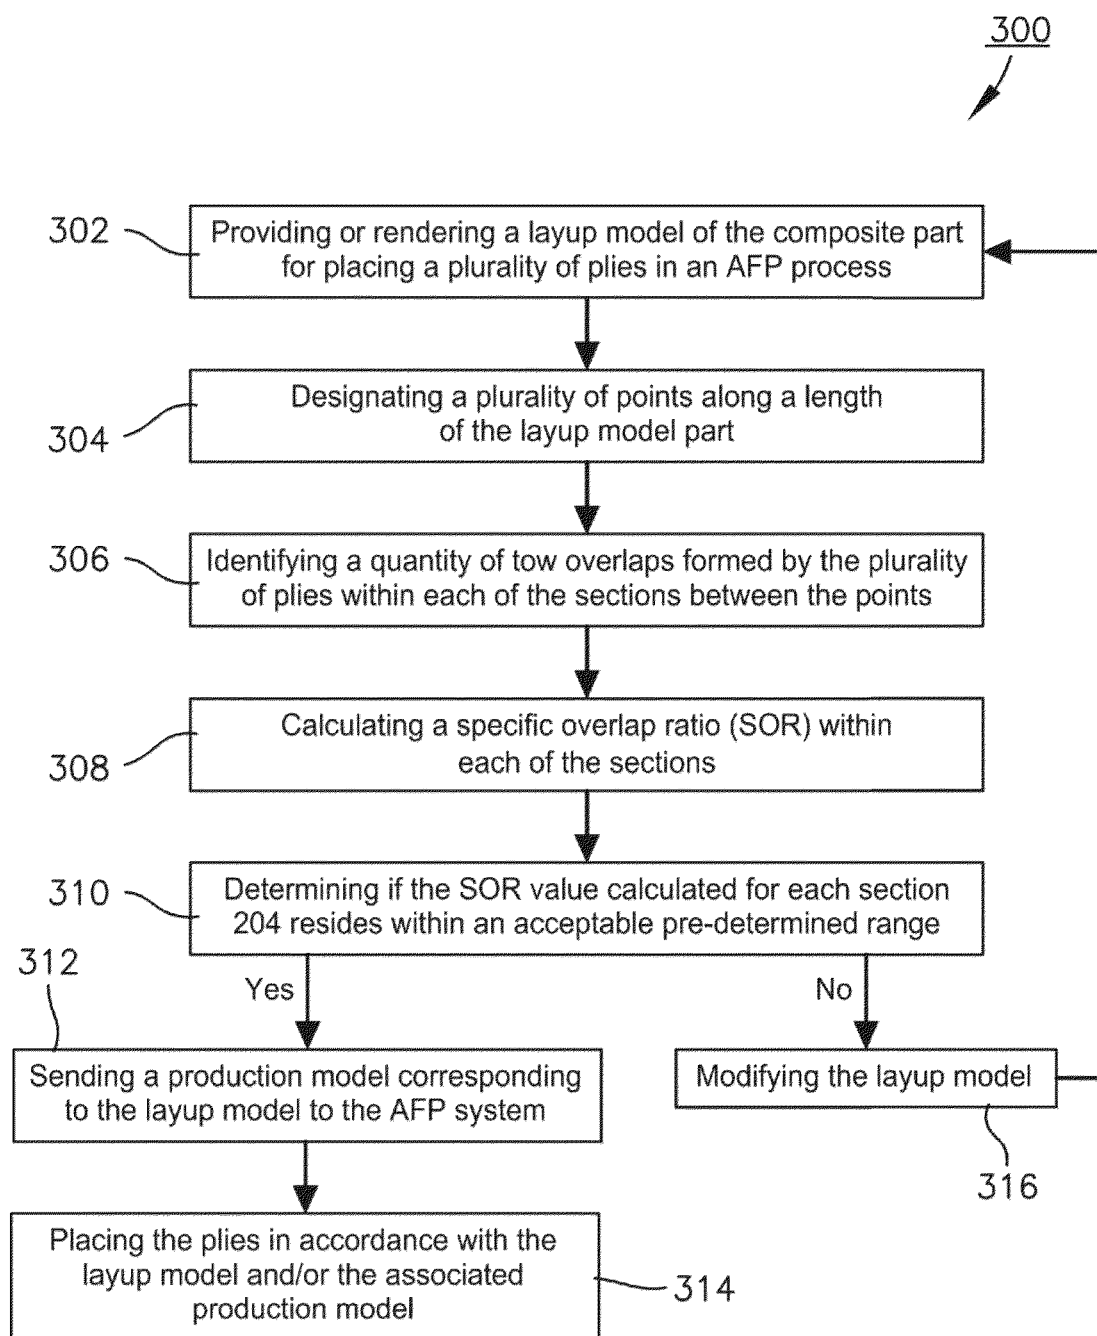 300
302
Providing or rendering a layup model of the composite part
for placing a plurality of plies in an AFP process
304
Designating a plurality of points along a length
of the layup model part
306
Identifying a quantity of tow overlaps formed by the plurality
of plies within each of the sections between the points
308
Calculating a specific overlap ratio (SOR) within
each of the sections
310
Determining if the SOR value calculated for each section
204 resides within an acceptable pre-determined range
312
Yes
No
Sending a production model corresponding
to the layup model to the AFP system
Modifying the layup model
316
Placing the plies in accordance with the
layup model and/or the associated
production model
314